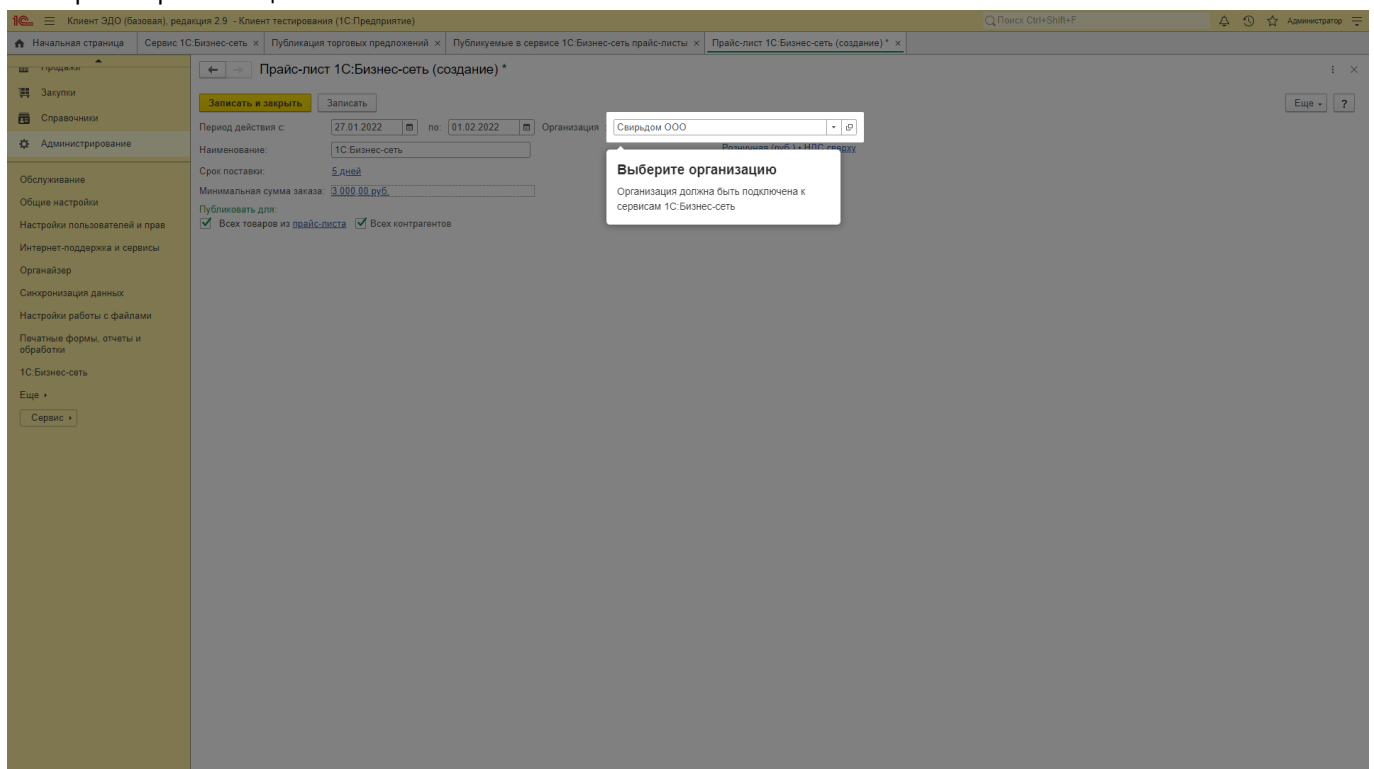 1С Клиент ЭДО (базовая), редакция 2.9 - Клиент тестирования (1С:Предприятие) Поиск Ctrl+Shift+F Администратор
Начальная страница Сервис 1С:Бизнес-сеть × Публикация торговых предложений × Публикуемые в сервисе 1С:Бизнес-сеть прайс-листы × Прайс-лист 1С:Бизнес-сеть (создание) * ×
Продажи
Закупки
Справочники
Администрирование
Обслуживание
Общие настройки
Настройки пользователей и прав
Интернет-поддержка и сервисы
Органайзер
Синхронизация данных
Настройки работы с файлами
Печатные формы, отчеты и
обработки
1С:Бизнес-сеть
Еще
Сервис
Прайс-лист 1С:Бизнес-сеть (создание) *
Записать и закрыть Записать Еще ?
Период действия с: 27.01.2022 по: 01.02.2022 Организация Свирьдом ООО
Наименование: 1С:Бизнес-сеть Розничная (руб.) • НДС сверху
Срок поставки: 5 дней
Минимальная сумма заказа: 3 000,00 руб.
Публиковать для:
Всех товаров из прайс-листа Всех контрагентов
Выберите организацию
Организация должна быть подключена к
сервисам 1С:Бизнес-сеть